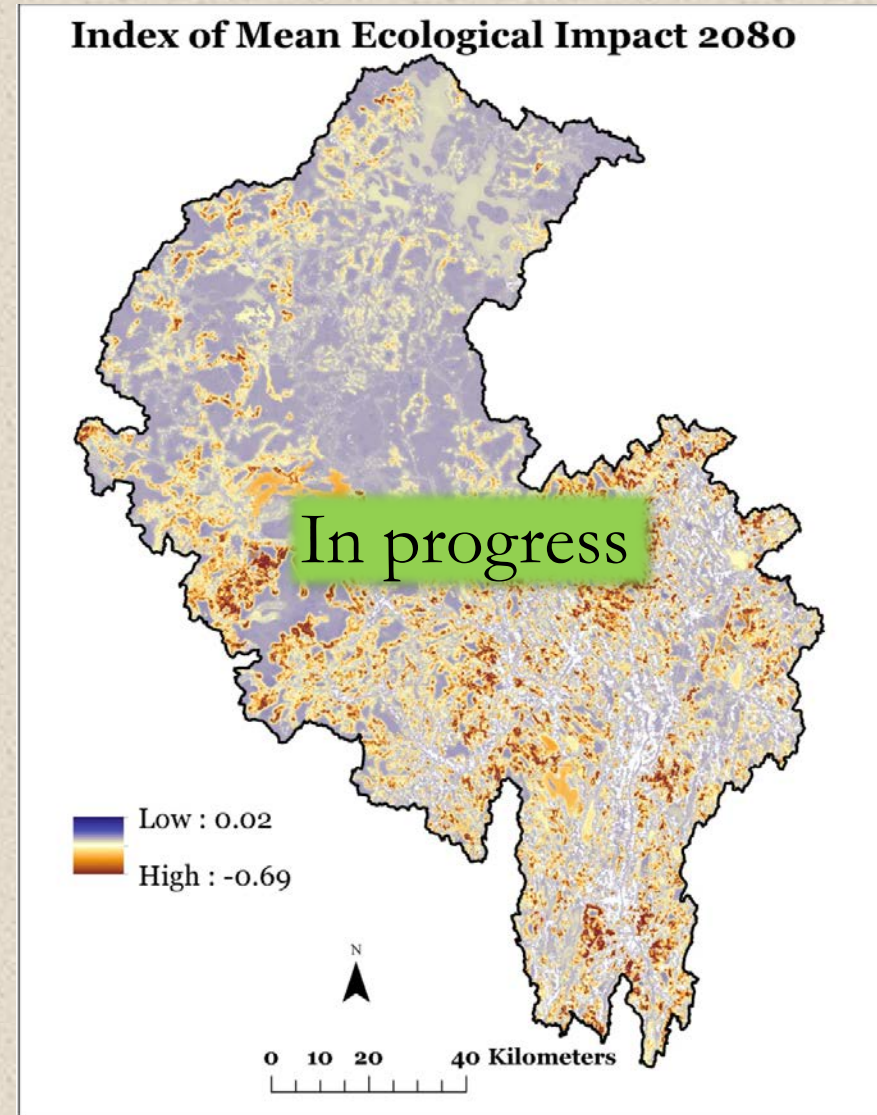 Index of Mean Ecological Impact 2080
In progress
Low : 0.02
High : -0.69
N
0 10 20 40 Kilometers